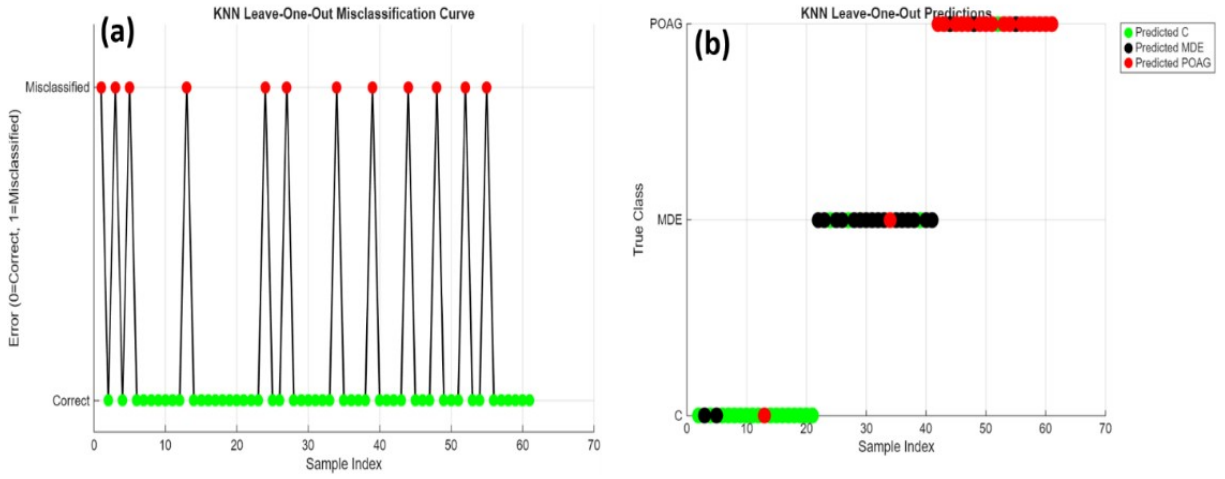 (a)
KNN Leave-One-Out Misclassification Curve
Error (0=Correct, 1=Misclassified)
Misclassified
Correct
0 10 20 30 40 50 60 70
Sample Index
(b)
KNN Leave-One-Out Predictions
True Class
POAG
MDE
C
0 10 20 30 40 50 60 70
Sample Index
Predicted C
Predicted MDE
Predicted POAG